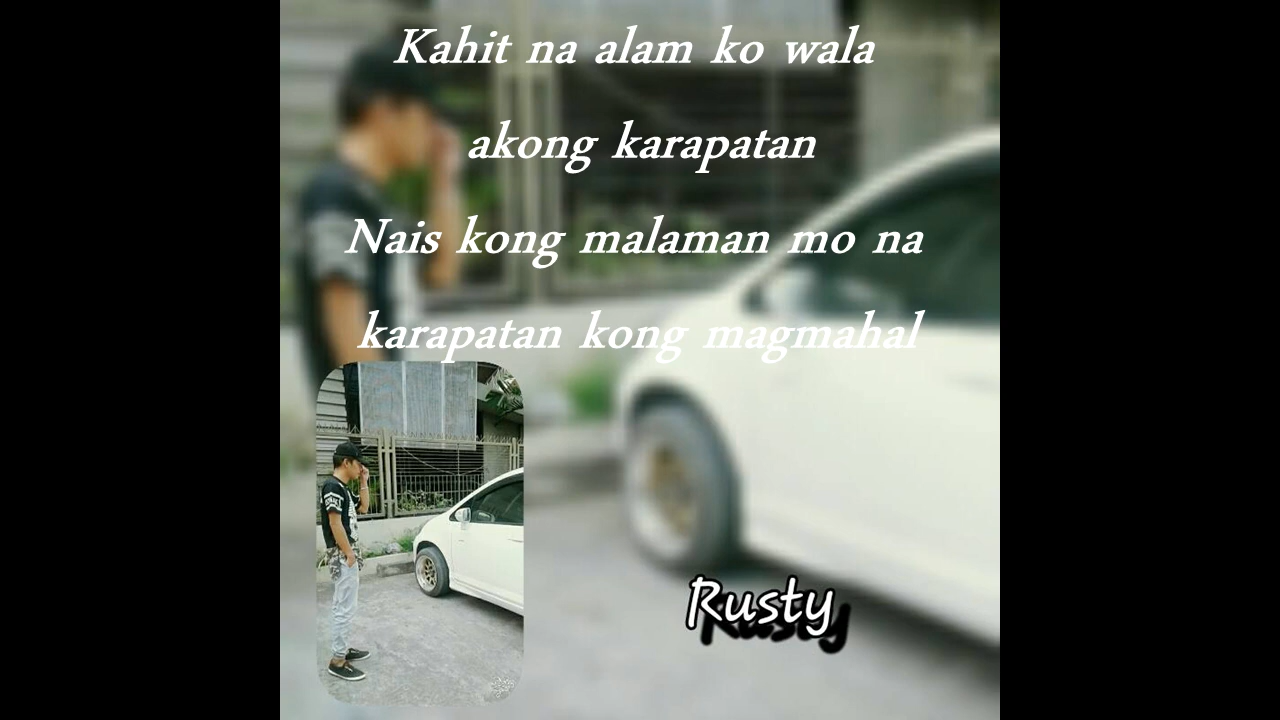 Kahit na alam ko wala
akong karapatan
Nais kong malaman mo na
karapatan kong magmahal
Rusty